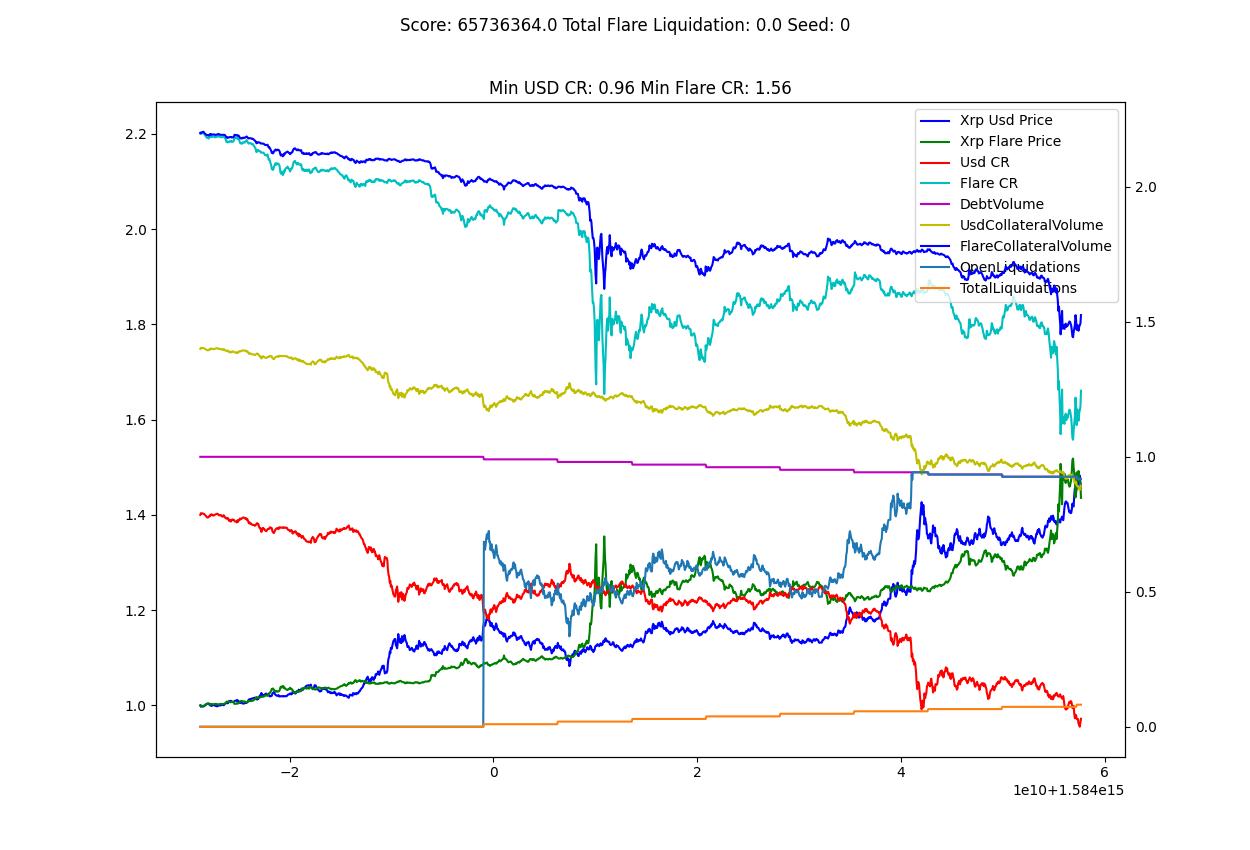 Score: 65736364.0 Total Flare Liquidation: 0.0 Seed: 0
Min USD CR: 0.96 Min Flare CR: 1.56
Xrp Usd Price
Xrp Flare Price
Usd CR
Flare CR
DebtVolume
UsdCollateralVolume
FlareCollateralVolume
OpenLiquidations
TotalLiquidations
2.2
2.0
1.8
1.6
1.4
1.2
1.0
2.0
1.5
1.0
0.5
0.0
−2 0 2 4 6
1e10+1.584e15